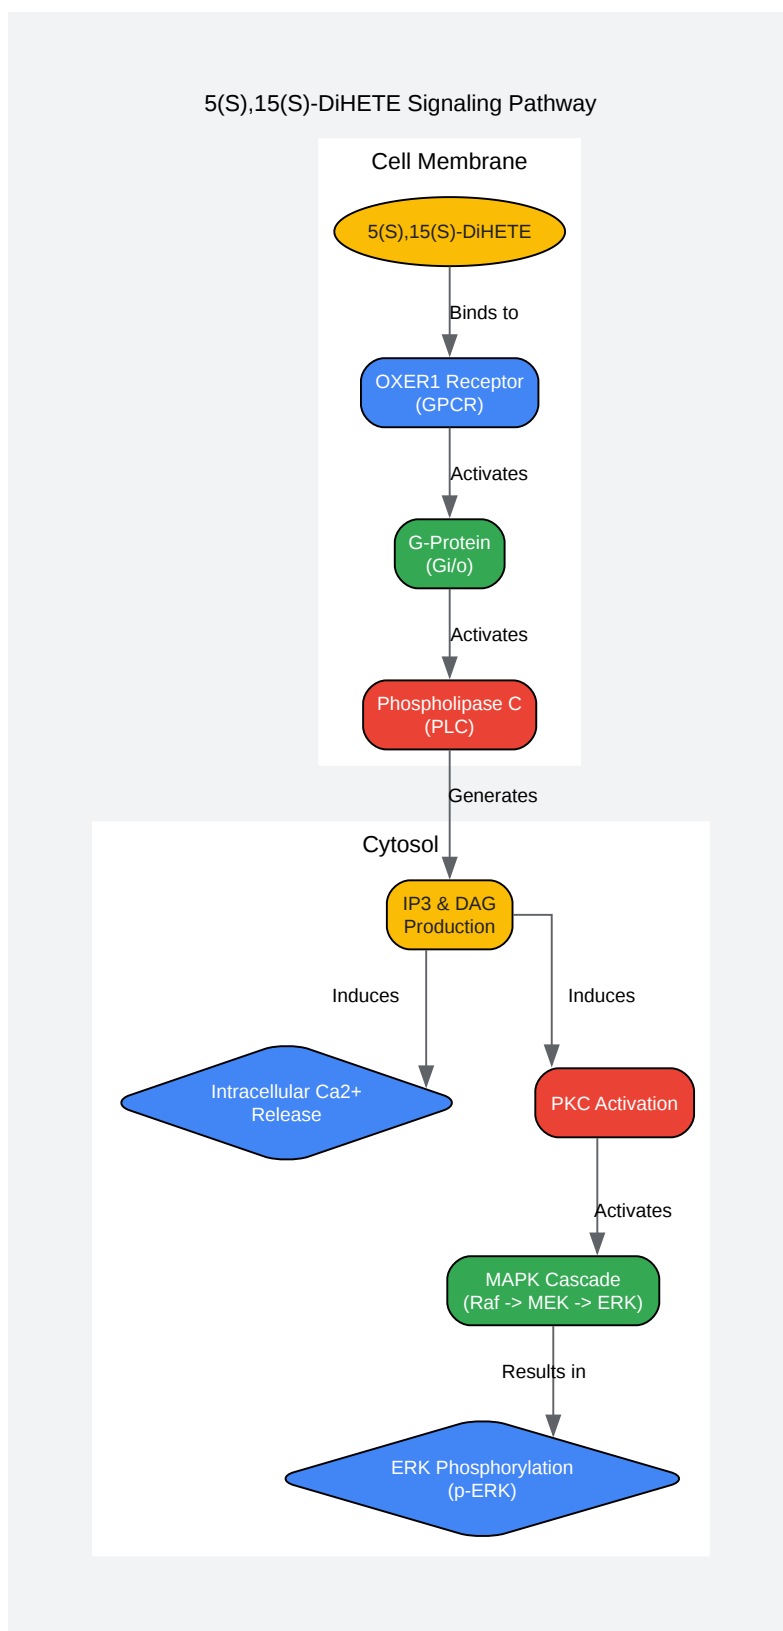 5(S),15(S)-DiHETE Signaling Pathway
Cell Membrane
5(S),15(S)-DiHETE
Binds to
OXER1 Receptor
(GPCR)
Activates
G-Protein
(Gi/o)
Activates
Phospholipase C
(PLC)
Generates
Cytosol
IP3 & DAG
Production
Induces
Induces
Intracellular Ca2+
Release
PKC Activation
Activates
MAPK Cascade
(Raf -> MEK -> ERK)
Results in
ERK Phosphorylation
(p-ERK)